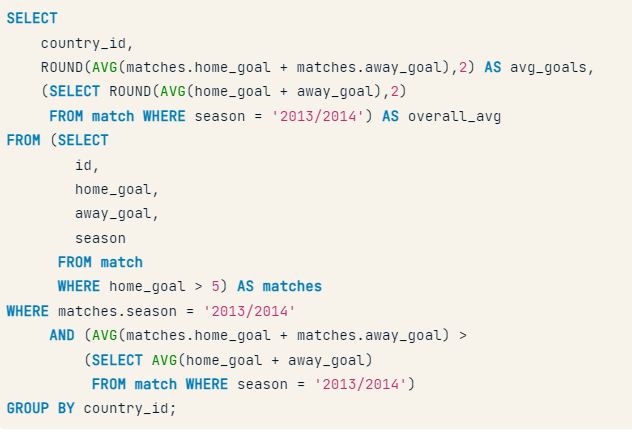 SELECT
    country_id,
    ROUND(AVG(matches.home_goal + matches.away_goal),2) AS avg_goals,
    (SELECT ROUND(AVG(home_goal + away_goal),2)
     FROM match WHERE season = '2013/2014') AS overall_avg
FROM (SELECT
        id,
        home_goal,
        away_goal,
        season
      FROM match
      WHERE home_goal > 5) AS matches
WHERE matches.season = '2013/2014'
     AND (AVG(matches.home_goal + matches.away_goal) >
         (SELECT AVG(home_goal + away_goal)
          FROM match WHERE season = '2013/2014')
GROUP BY country_id;